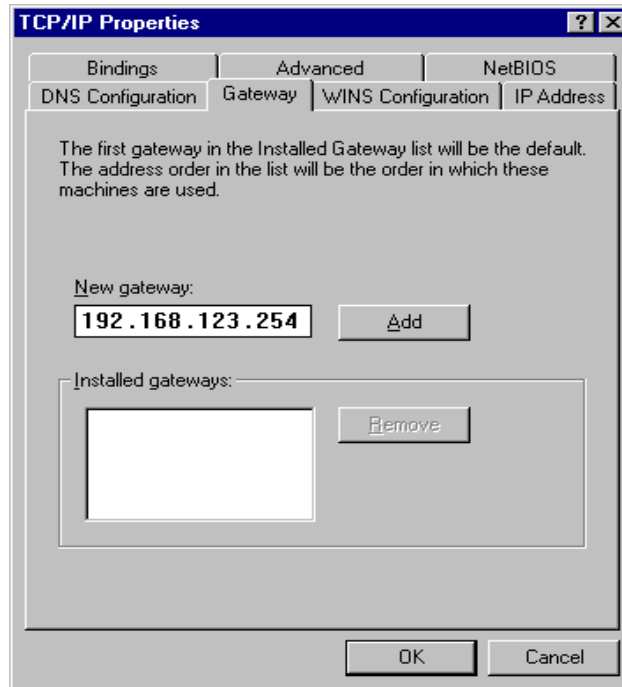 TCP/IP Properties
Bindings Advanced NetBIOS
DNS Configuration Gateway WINS Configuration IP Address
The first gateway in the Installed Gateway list will be the default.
The address order in the list will be the order in which these
machines are used.
New gateway:
192.168.123.254 Add
Installed gateways:
Remove
OK Cancel